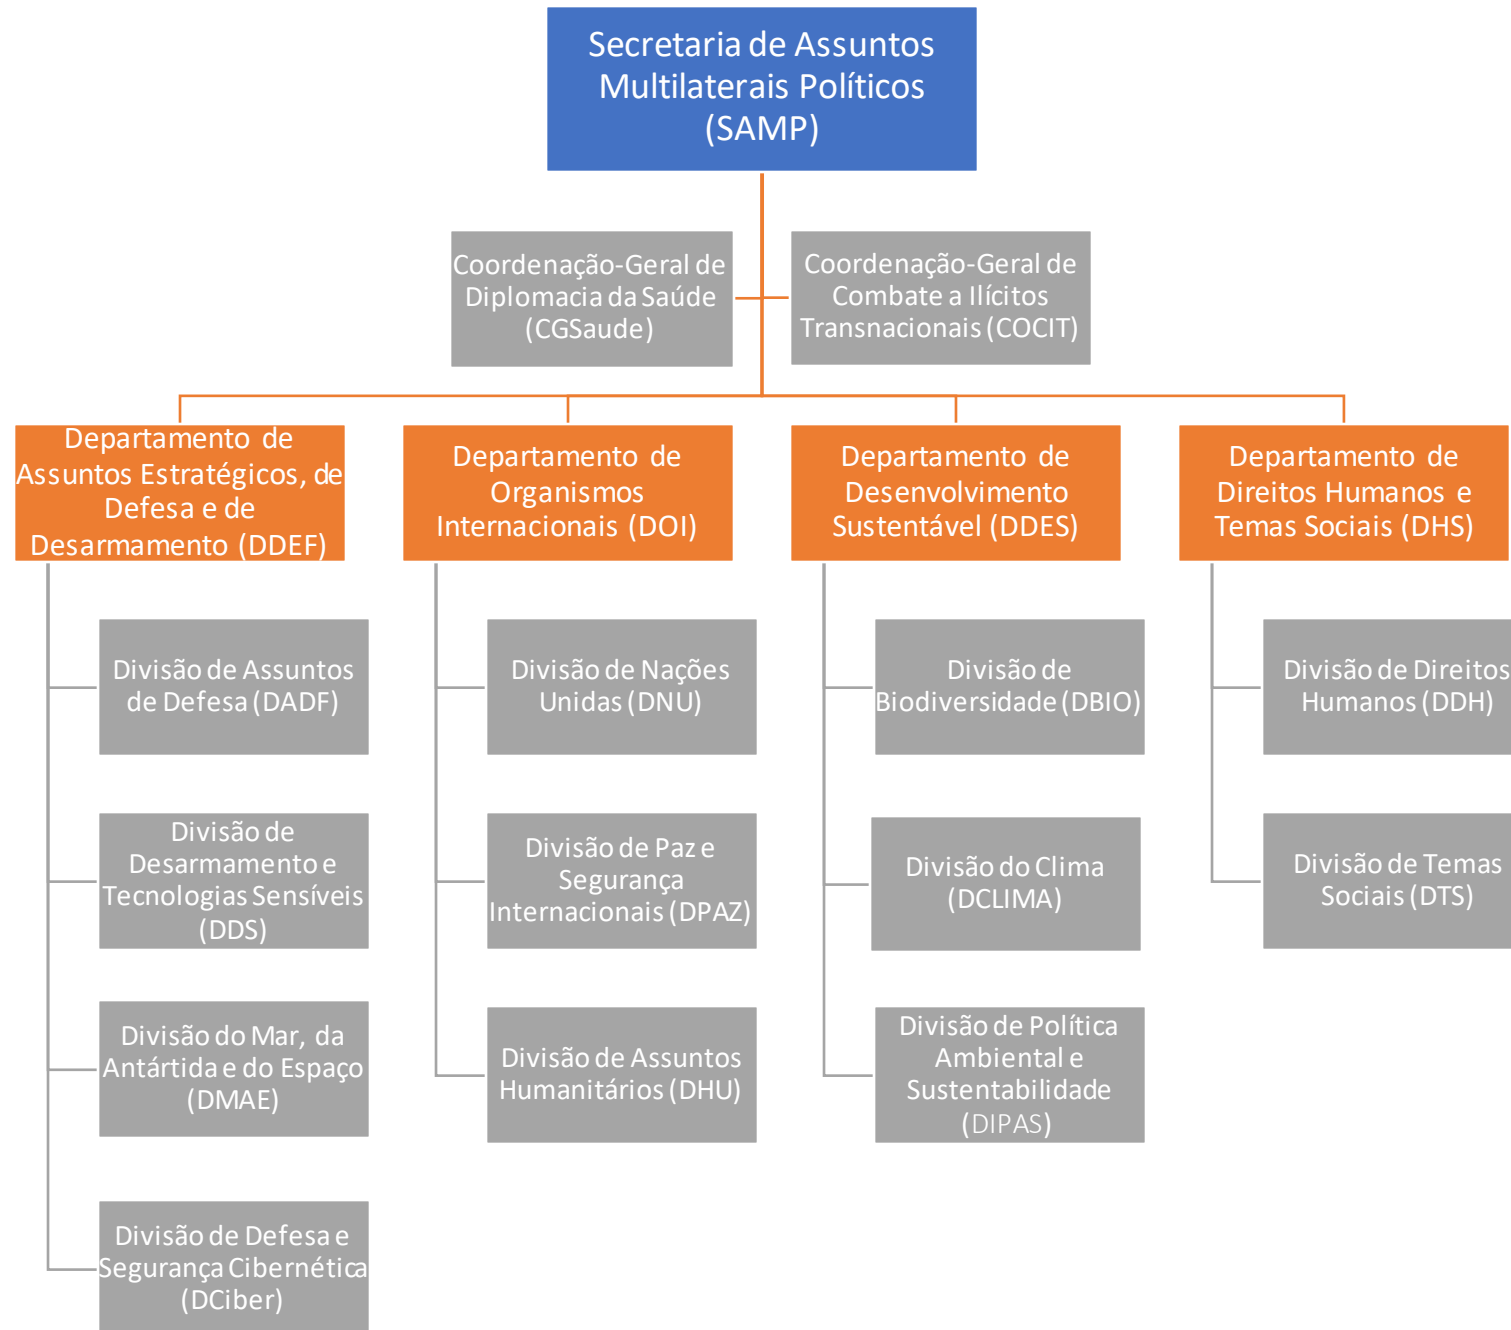 Secretaria de Assuntos
Multilaterais Políticos
(SAMP)
Coordenação-Geral de
Diplomacia da Saúde
(CGSaude)
Coordenação-Geral de
Combate a Ilícitos
Transnacionais (COCIT)
Departamento de
Assuntos Estratégicos, de
Defesa e de
Desarmamento (DDEF)
Divisão de Assuntos
de Defesa (DADF)
Divisão de
Desarmamento e
Tecnologias Sensíveis
(DDS)
Divisão do Mar, da
Antártida e do Espaço
(DMAE)
Divisão de Defesa e
Segurança Cibernética
(DCiber)
Departamento de
Organismos
Internacionais (DOI)
Divisão de Nações
Unidas (DNU)
Divisão de Paz e
Segurança
Internacionais (DPAZ)
Divisão de Assuntos
Humanitários (DHU)
Departamento de
Desenvolvimento
Sustentável (DDES)
Divisão de
Biodiversidade (DBIO)
Divisão do Clima
(DCLIMA)
Divisão de Política
Ambiental e
Sustentabilidade
(DIPAS)
Departamento de
Direitos Humanos e
Temas Sociais (DHS)
Divisão de Direitos
Humanos (DDH)
Divisão de Temas
Sociais (DTS)